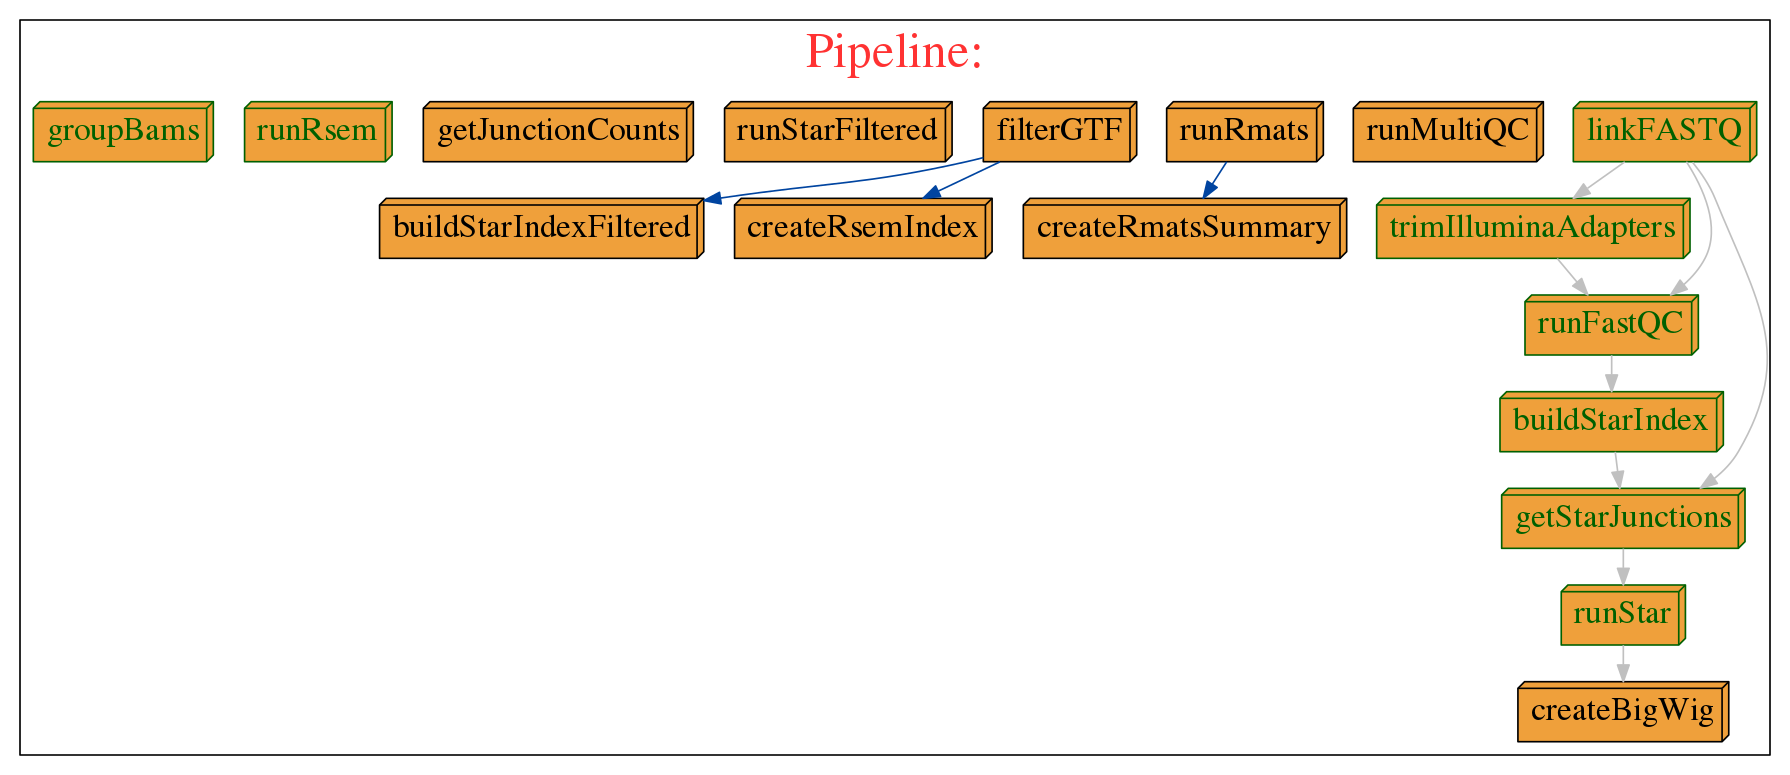 Pipeline:
groupBams
runRsem
getJunctionCounts
runStarFiltered
filterGTF
runRmats
runMultiQC
linkFASTQ
buildStarIndexFiltered
createRsemIndex
createRmatsSummary
trimIlluminaAdapters
runFastQC
buildStarIndex
getStarJunctions
runStar
createBigWig